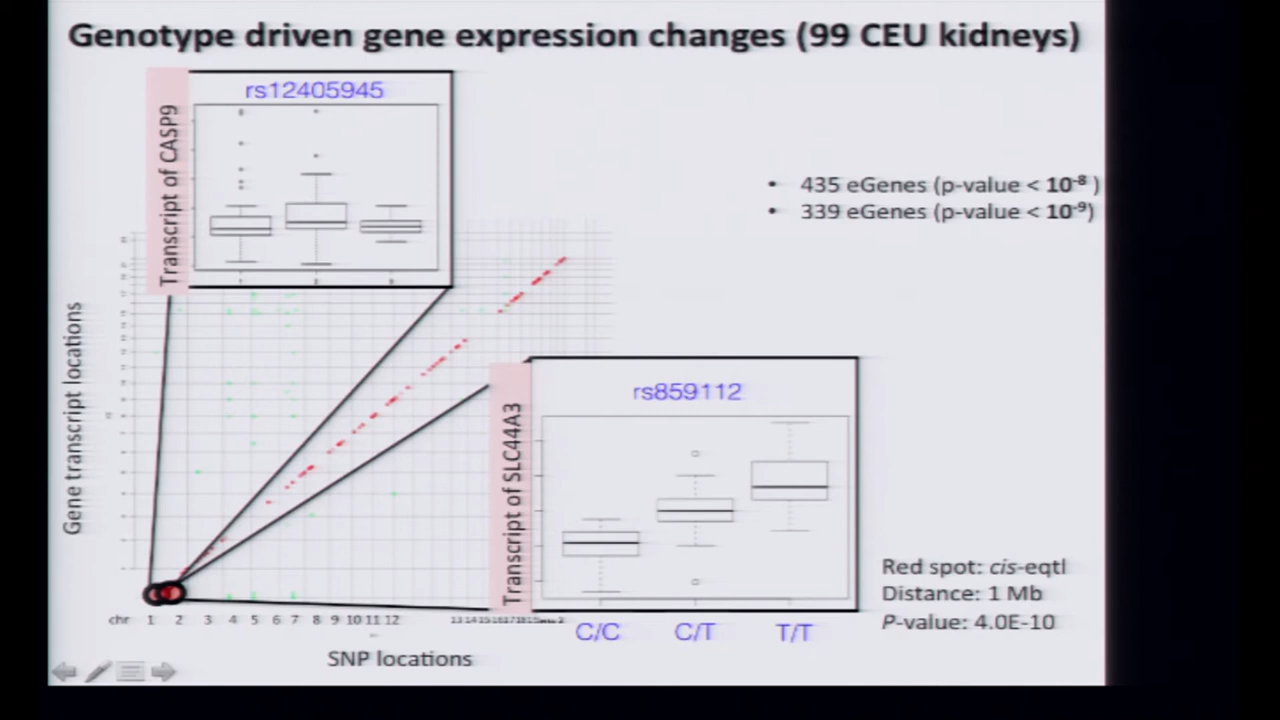 Genotype driven gene expression changes (99 CEU kidneys)
rs12405945
Transcript of CASP9
• 435 eGenes (p-value < 10-8 )
• 339 eGenes (p-value < 10-9)
Gene transcript locations
rs859112
Transcript of SLC44A3
C/C C/T T/T
Red spot: cis-eqtl
Distance: 1 Mb
P-value: 4.0E-10
chr 1 2 3 4 5 6 7 8 9 10 11 12
SNP locations